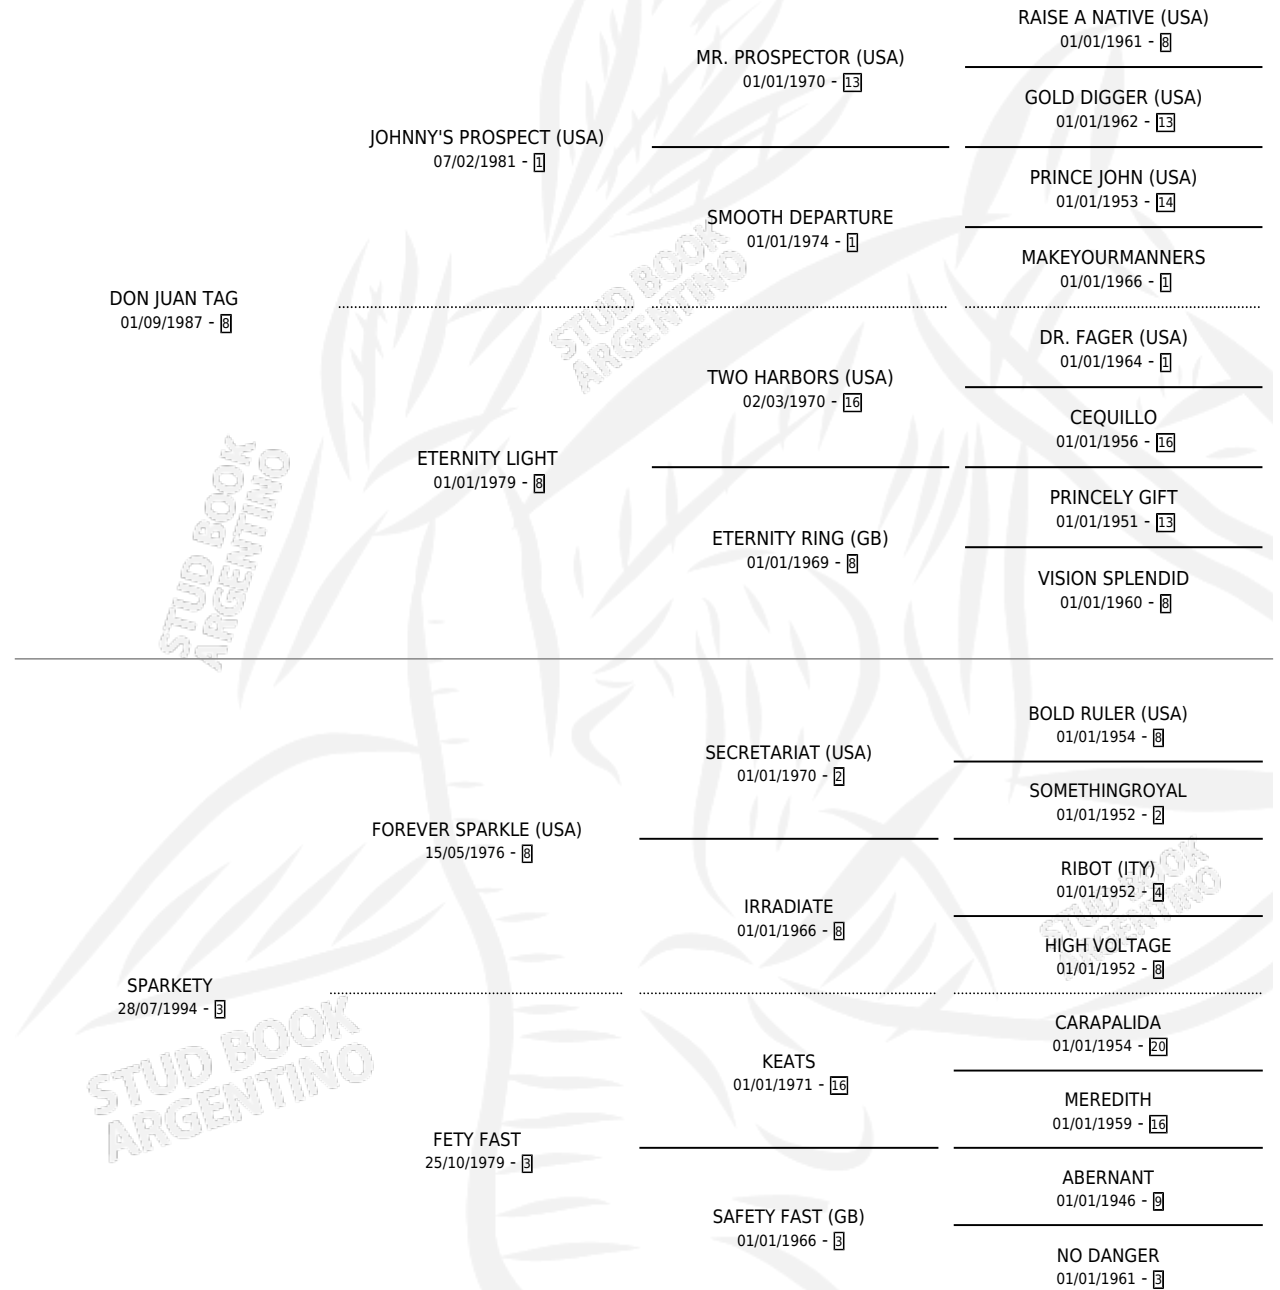 RAISE A NATIVE (USA)
01/01/1961 - 8
MR. PROSPECTOR (USA)
01/01/1970 - 13
GOLD DIGGER (USA)
01/01/1962 - 13
JOHNNY'S PROSPECT (USA)
07/02/1981 - 1
PRINCE JOHN (USA)
01/01/1953 - 14
SMOOTH DEPARTURE
01/01/1974 - 1
MAKEYOURMANNERS
01/01/1966 - 1
DON JUAN TAG
01/09/1987 - 8
DR. FAGER (USA)
01/01/1964 - 1
TWO HARBORS (USA)
02/03/1970 - 16
CEQUILLO
01/01/1956 - 16
ETERNITY LIGHT
01/01/1979 - 8
PRINCELY GIFT
01/01/1951 - 13
ETERNITY RING (GB)
01/01/1969 - 8
VISION SPLENDID
01/01/1960 - 8
STUD BOOK
ARGENTINO
STUD BOOK
ARGENTINO
BOLD RULER (USA)
01/01/1954 - 8
SECRETARIAT (USA)
01/01/1970 - 2
SOMETHINGROYAL
01/01/1952 - 2
FOREVER SPARKLE (USA)
15/05/1976 - 8
RIBOT (ITY)
01/01/1952 - 4
IRRADIATE
01/01/1966 - 8
HIGH VOLTAGE
01/01/1952 - 8
STUD BOOK
ARGENTINO
SPARKETY
28/07/1994 - 3
CARAPALIDA
01/01/1954 - 20
KEATS
01/01/1971 - 16
MEREDITH
01/01/1959 - 16
STUD BOOK
ARGENTINO
FETY FAST
25/10/1979 - 3
ABERNANT
01/01/1946 - 9
SAFETY FAST (GB)
01/01/1966 - 3
NO DANGER
01/01/1961 - 3